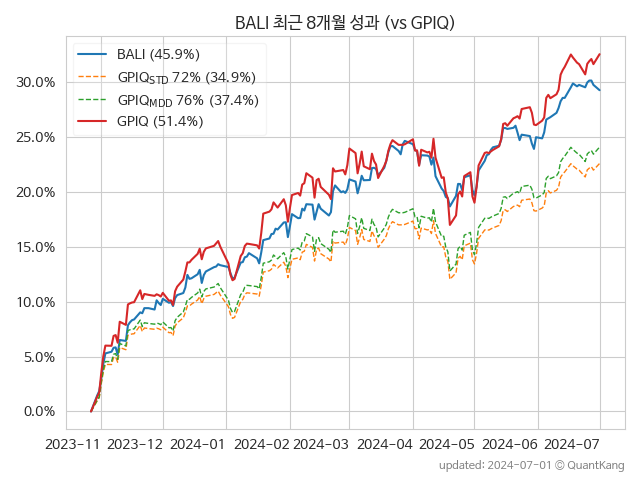 BALI 최근 8개월 성과 (vs GPIQ)
BALI (45.9%)
GPIQSTD 72% (34.9%)
GPIQMDD 76% (37.4%)
GPIQ (51.4%)
30.0%
25.0%
20.0%
15.0%
10.0%
5.0%
0.0%
2023-11 2023-12 2024-01 2024-02 2024-03 2024-04 2024-05 2024-06 2024-07
updated: 2024-07-01 © QuantKang